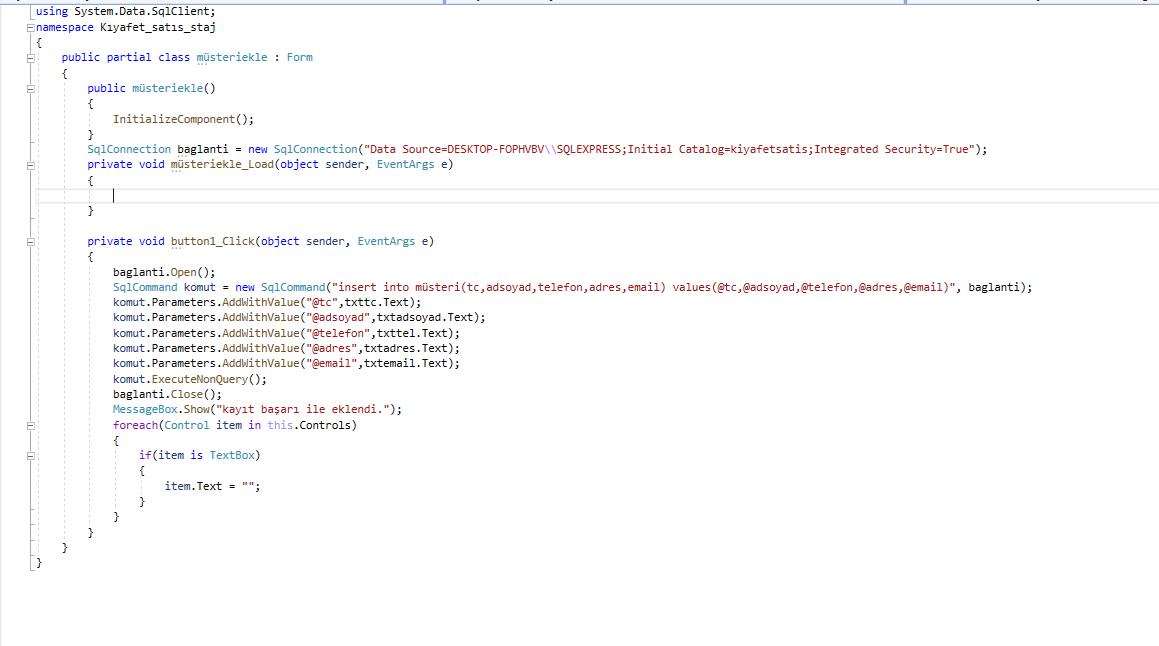 using System.Data.SqlClient;
namespace Kıyafet_satıs_staj
{
public partial class müsteriekle : Form
{
public müsteriekle()
{
InitializeComponent();
}
SqlConnection baglanti = new SqlConnection("Data Source=DESKTOP-FOPHVBV\\SQLEXPRESS;Initial Catalog=kiyafetsatis;Integrated Security=True");
private void müsteriekle_Load(object sender, EventArgs e)
{
}
private void button1_Click(object sender, EventArgs e)
{
baglanti.Open();
SqlCommand komut = new SqlCommand("insert into müsteri(tc,adsoyad,telefon,adres,email) values(@tc,@adsoyad,@telefon,@adres,@email)", baglanti);
komut.Parameters.AddWithValue("@tc",txttc.Text);
komut.Parameters.AddWithValue("@adsoyad",txtadsoyad.Text);
komut.Parameters.AddWithValue("@telefon",txttel.Text);
komut.Parameters.AddWithValue("@adres",txtadres.Text);
komut.Parameters.AddWithValue("@email",txtemail.Text);
komut.ExecuteNonQuery();
baglanti.Close();
MessageBox.Show("kayıt başarı ile eklendi.");
foreach(Control item in this.Controls)
{
if(item is TextBox)
{
item.Text = "";
}
}
}
}
}